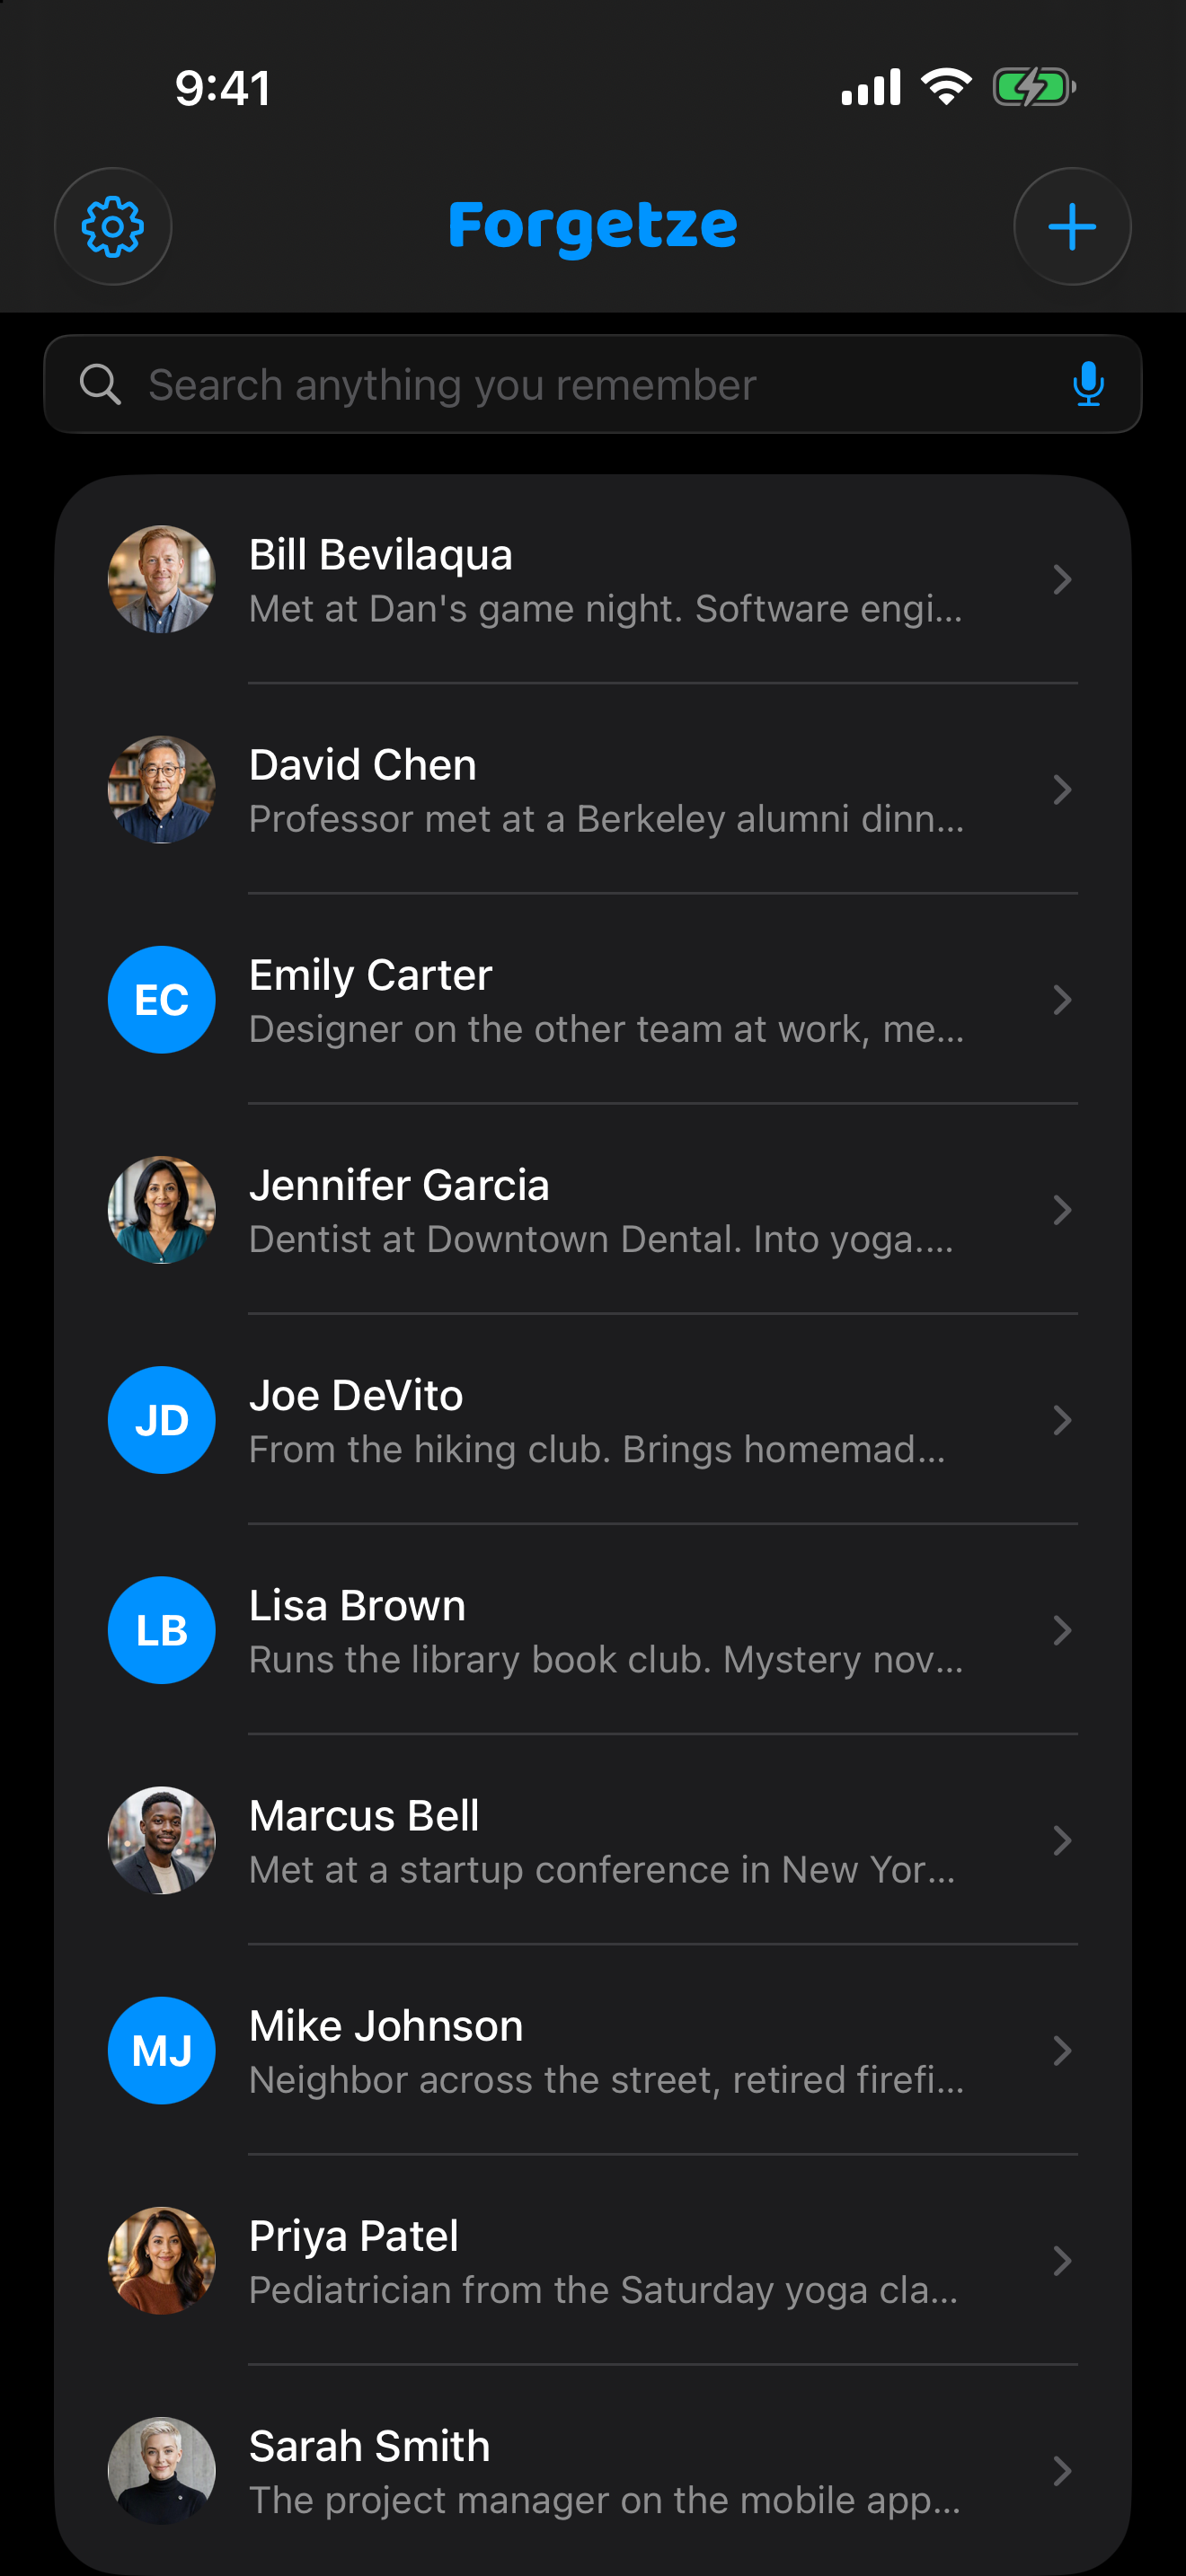 9:41
Forgetze
Search anything you remember
Bill Bevilaqua
Met at Dan's game night. Software engi...
David Chen
Professor met at a Berkeley alumni dinn...
EC
Emily Carter
Designer on the other team at work, me...
Jennifer Garcia
Dentist at Downtown Dental. Into yoga....
JD
Joe DeVito
From the hiking club. Brings homemad...
LB
Lisa Brown
Runs the library book club. Mystery nov...
Marcus Bell
Met at a startup conference in New Yor...
MJ
Mike Johnson
Neighbor across the street, retired firefi...
Priya Patel
Pediatrician from the Saturday yoga cla...
Sarah Smith
The project manager on the mobile app...